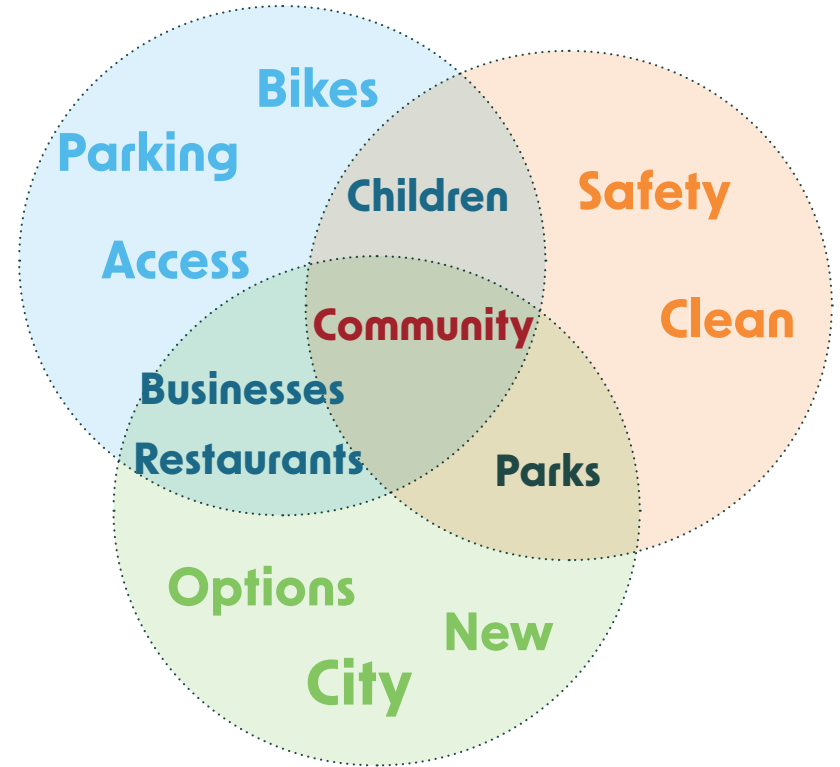 Bikes
Parking
Children
Safety
Access
Community
Clean
Businesses
Restaurants
Parks
Options
New
City